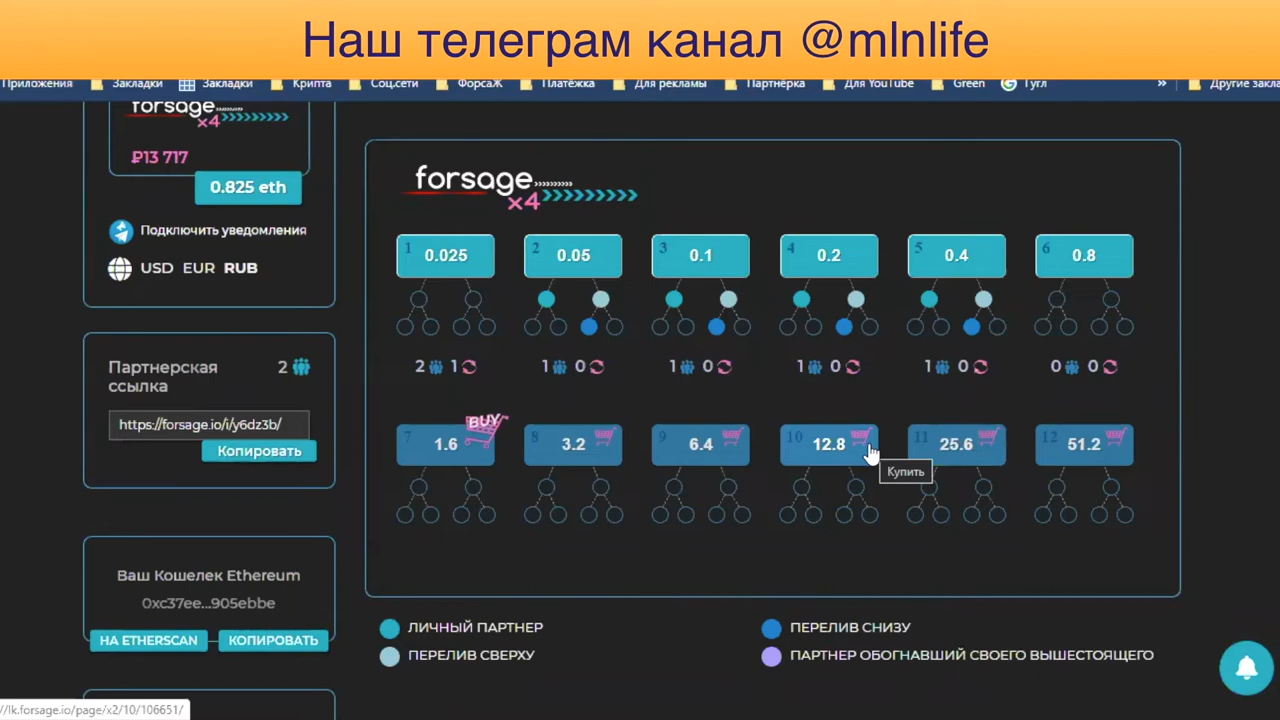 Наш телеграм канал @mlnlife
Приложения Закладки Закладки Крипта Соц.сети ФорсаЖ Платёжка Для рекламы Партнёрка Для YouTube Green Гугл » Другие закла
forsage
x4
₽13 717
0.825 eth
Подключить уведомления
USD EUR RUB
Партнерская 2
ссылка
https://forsage.io/i/y6dz3b/
Копировать
Ваш Кошелек Ethereum
0xc37ee...905ebbe
НА ETHERSCAN КОПИРОВАТЬ
forsage
x4
1 0.025 2 0.05 3 0.1 4 0.2 5 0.4 6 0.8
2 1 1 0 1 0 1 0 1 0 0 0
BUY
7 1.6 8 3.2 9 6.4 10 12.8 11 25.6 12 51.2
Купить
ЛИЧНЫЙ ПАРТНЕР ПЕРЕЛИВ СНИЗУ
ПЕРЕЛИВ СВЕРХУ ПАРТНЕР ОБОГНАВШИЙ СВОЕГО ВЫШЕСТОЯЩЕГО
//lk.forsage.io/page/x2/10/106651/